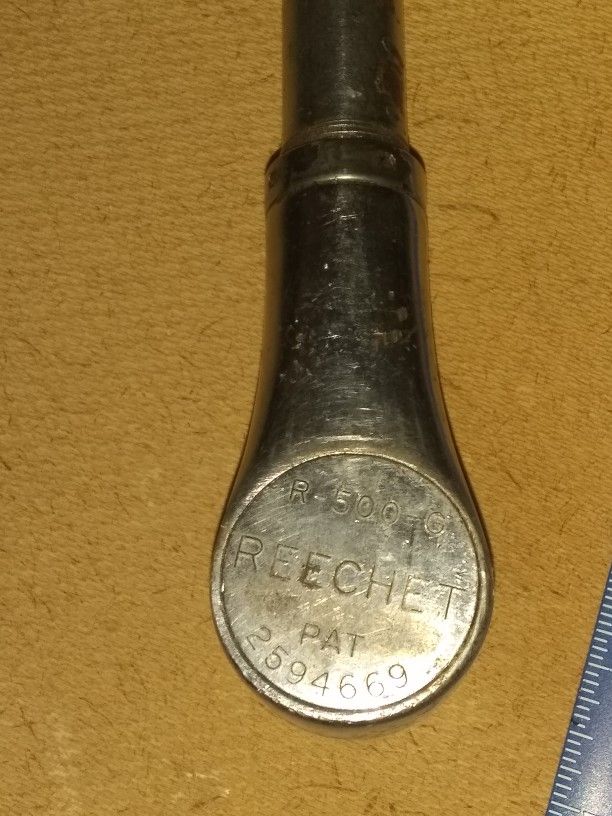 R-500-G
REECHET
PAT
2594669